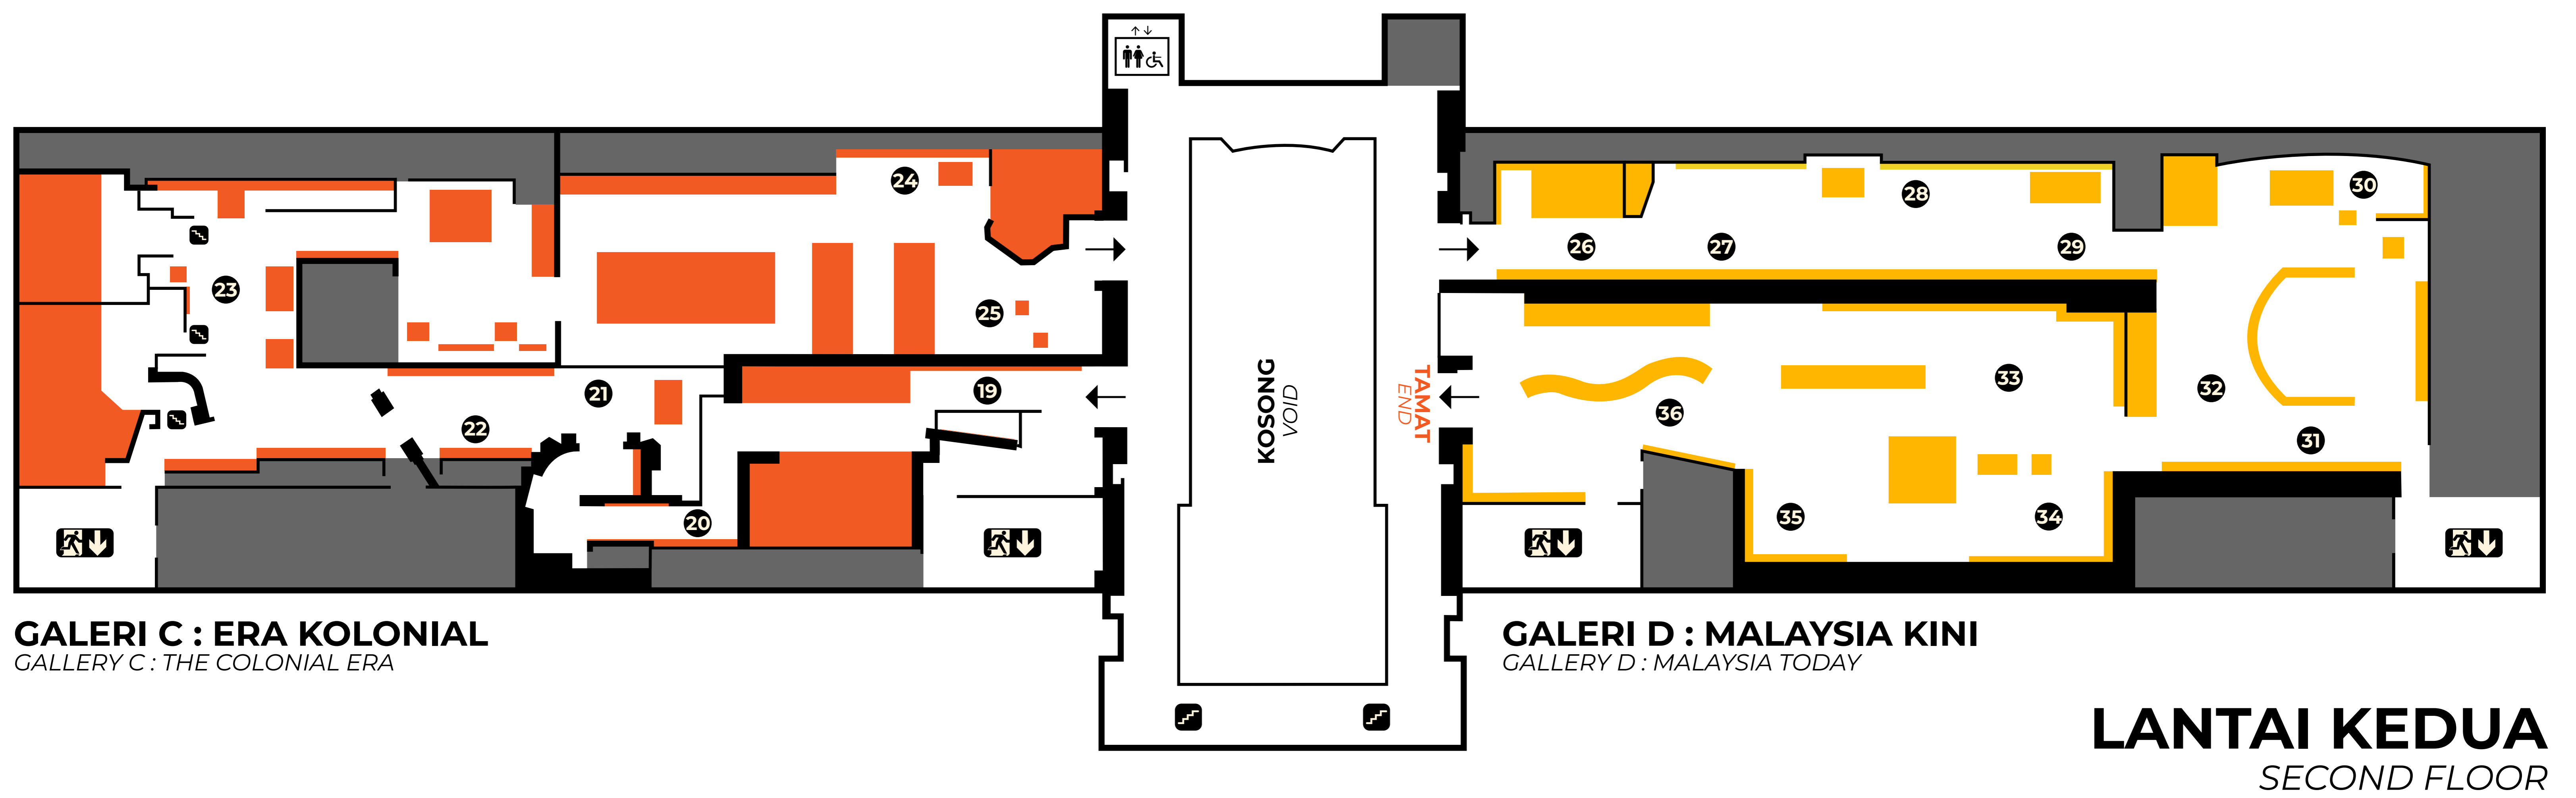 24
30
28
23
26
27
29
25
KOSONG
VOID
TAMAT
END
19
21
33
32
22
36
31
20
35
34
GALERI C : ERA KOLONIAL
GALLERY C : THE COLONIAL ERA
GALERI D : MALAYSIA KINI
GALLERY D : MALAYSIA TODAY
LANTAI KEDUA
SECOND FLOOR